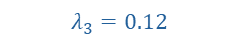 λ₃ = 0.12